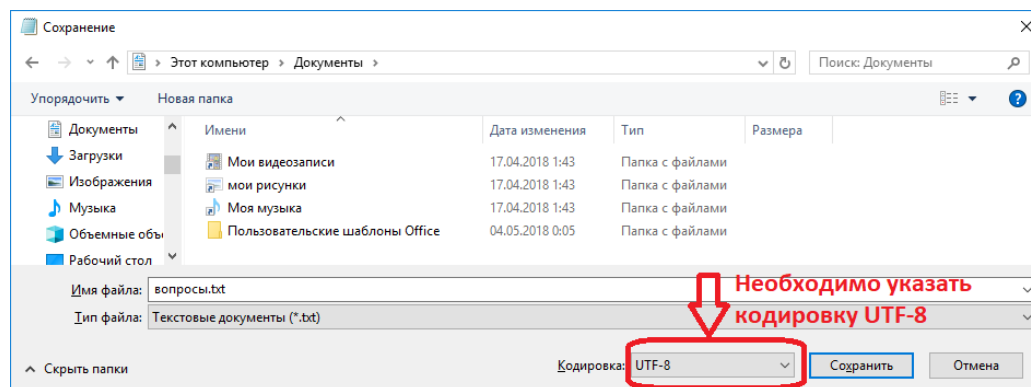 Сохранение
Этот компьютер > Документы >
Поиск: Документы
Упорядочить
Новая папка
Имени Дата изменения Тип Размера
Документы
Загрузки
Изображения
Музыка
Объемные объ
Рабочий стол
Мои видеозаписи 17.04.2018 1:43 Папка с файлами
мои рисунки 17.04.2018 1:43 Папка с файлами
Моя музыка 17.04.2018 1:43 Папка с файлами
Пользовательские шаблоны Office 04.05.2018 0:05 Папка с файлами
Имя файла: вопросы.txt
Тип файла: Текстовые документы (*.txt)
Необходимо указать
кодировку UTF-8
Скрыть папки
Кодировка: UTF-8
Сохранить
Отмена